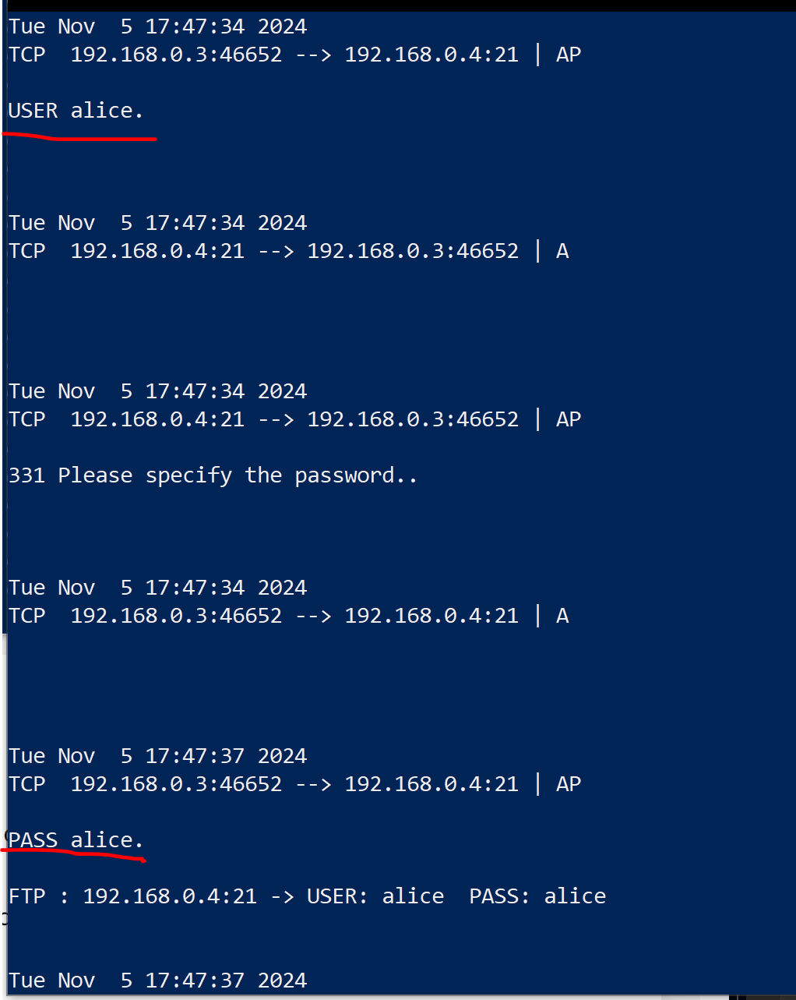 Tue Nov  5 17:47:34 2024
TCP  192.168.0.3:46652 --> 192.168.0.4:21 | AP
USER alice.
Tue Nov  5 17:47:34 2024
TCP  192.168.0.4:21 --> 192.168.0.3:46652 | A
Tue Nov  5 17:47:34 2024
TCP  192.168.0.4:21 --> 192.168.0.3:46652 | AP
331 Please specify the password..
Tue Nov  5 17:47:34 2024
TCP  192.168.0.3:46652 --> 192.168.0.4:21 | A
Tue Nov  5 17:47:37 2024
TCP  192.168.0.3:46652 --> 192.168.0.4:21 | AP
PASS alice.
FTP : 192.168.0.4:21 -> USER: alice  PASS: alice
Tue Nov  5 17:47:37 2024